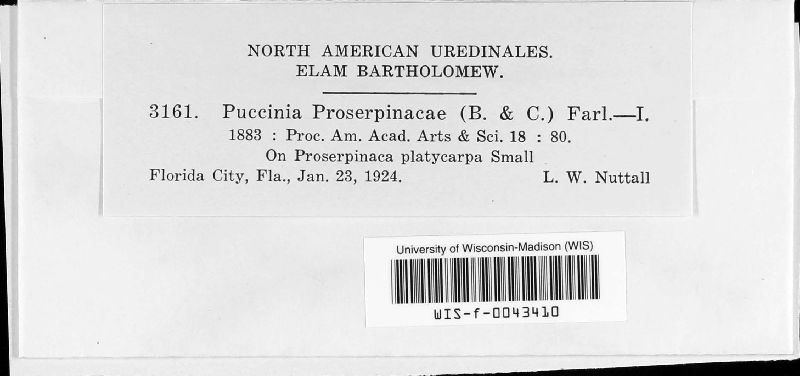 NORTH AMERICAN UREDINALES.
ELAM BARTHOLOMEW.
3161. Puccinia Proserpinacae (B. & C.) Farl.—I.
1883 : Proc. Am. Acad. Arts & Sci. 18 : 80.
On Proserpinaca platycarpa Small
Florida City, Fla., Jan. 23, 1924. L. W. Nuttall
University of Wisconsin-Madison (WIS)
WIS-f-0043410